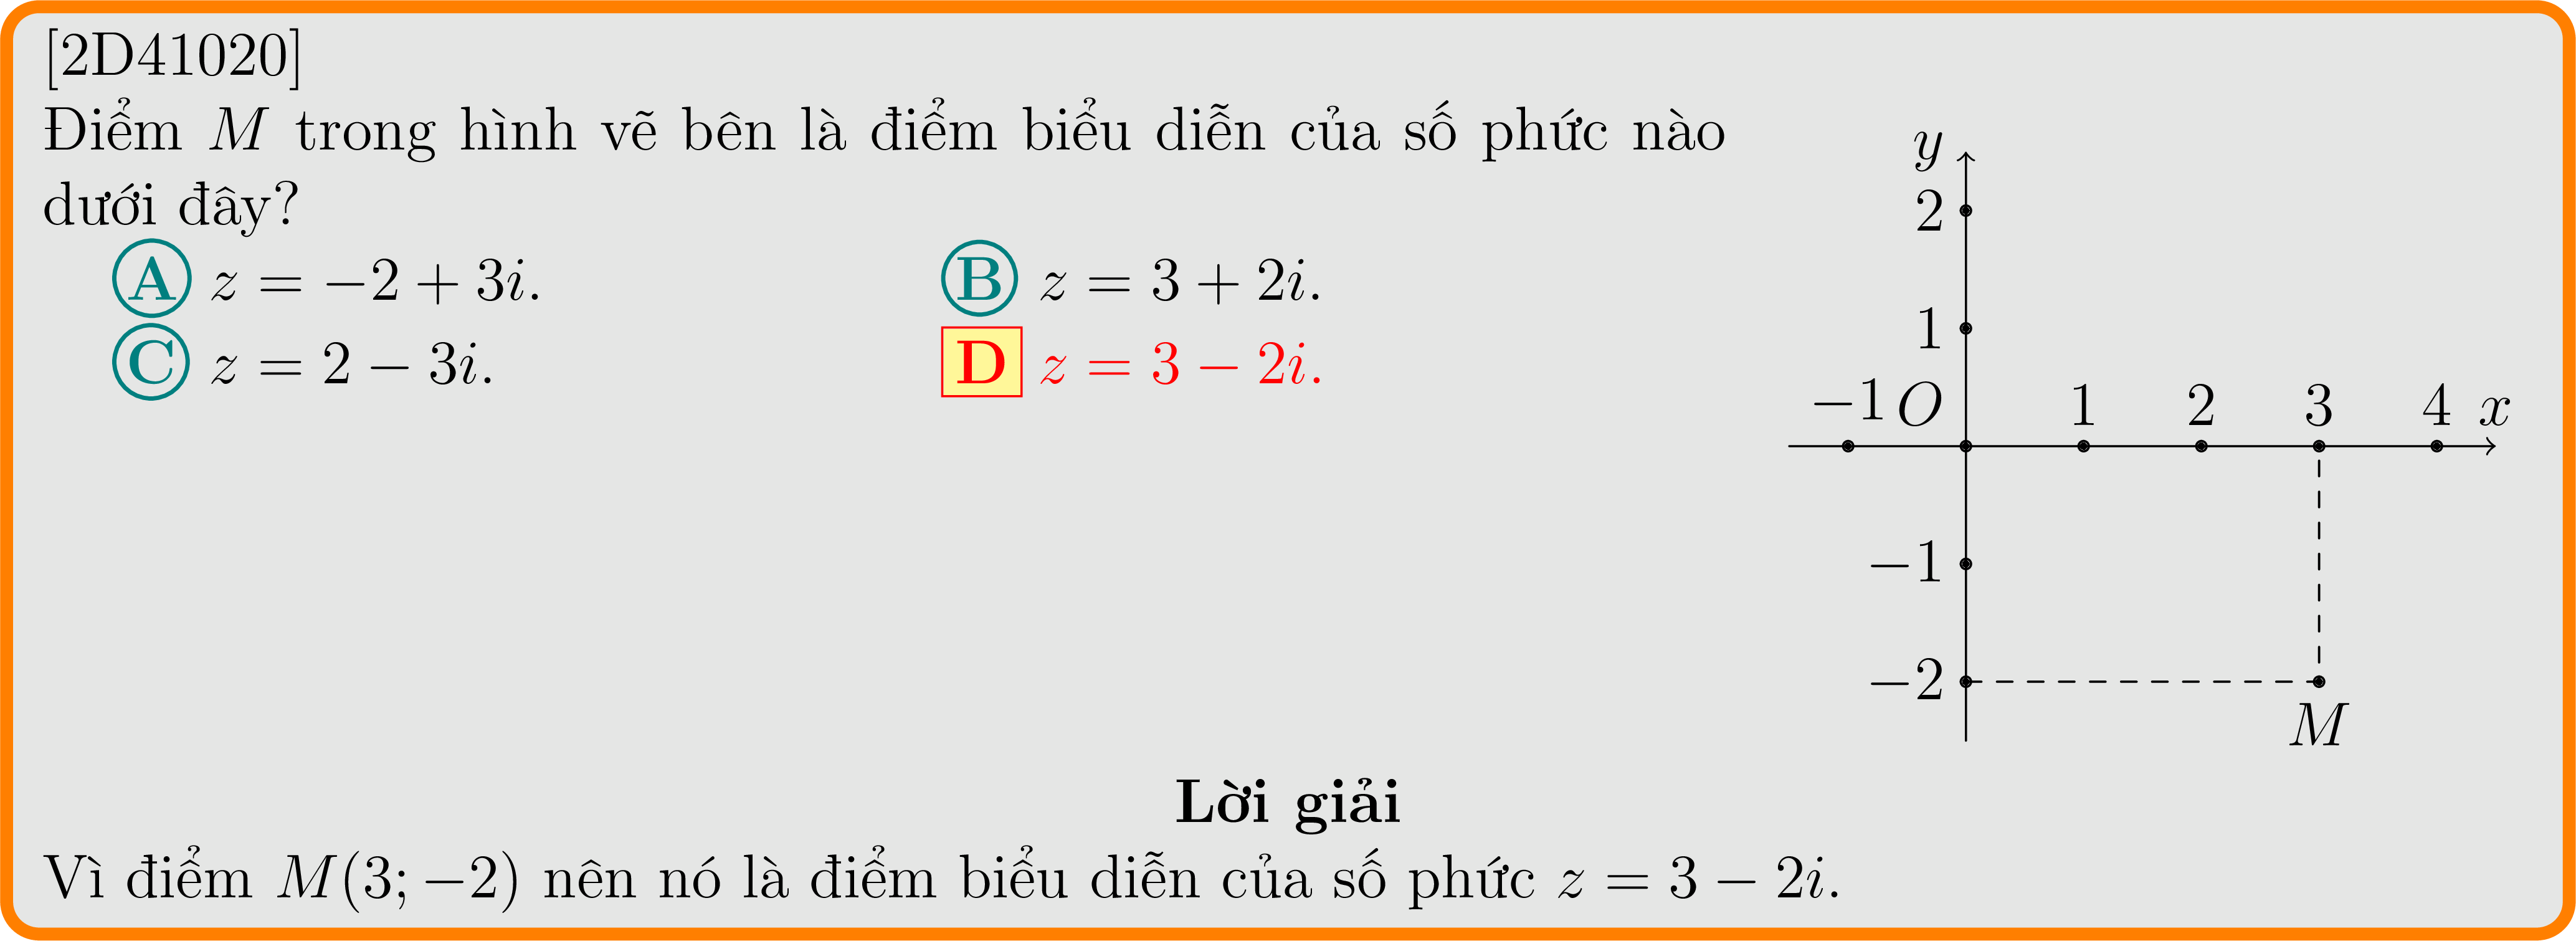 [2D41020]
Điểm M trong hình vẽ bên là điểm biểu diễn của số phức nào
dưới đây?
A z = −2 + 3i.
B z = 3 + 2i.
C z = 2 − 3i.
D z = 3 − 2i.
y
2
1
−1 O 1 2 3 4 x
−1
−2
M
Lời giải
Vì điểm M(3; −2) nên nó là điểm biểu diễn của số phức z = 3 − 2i.